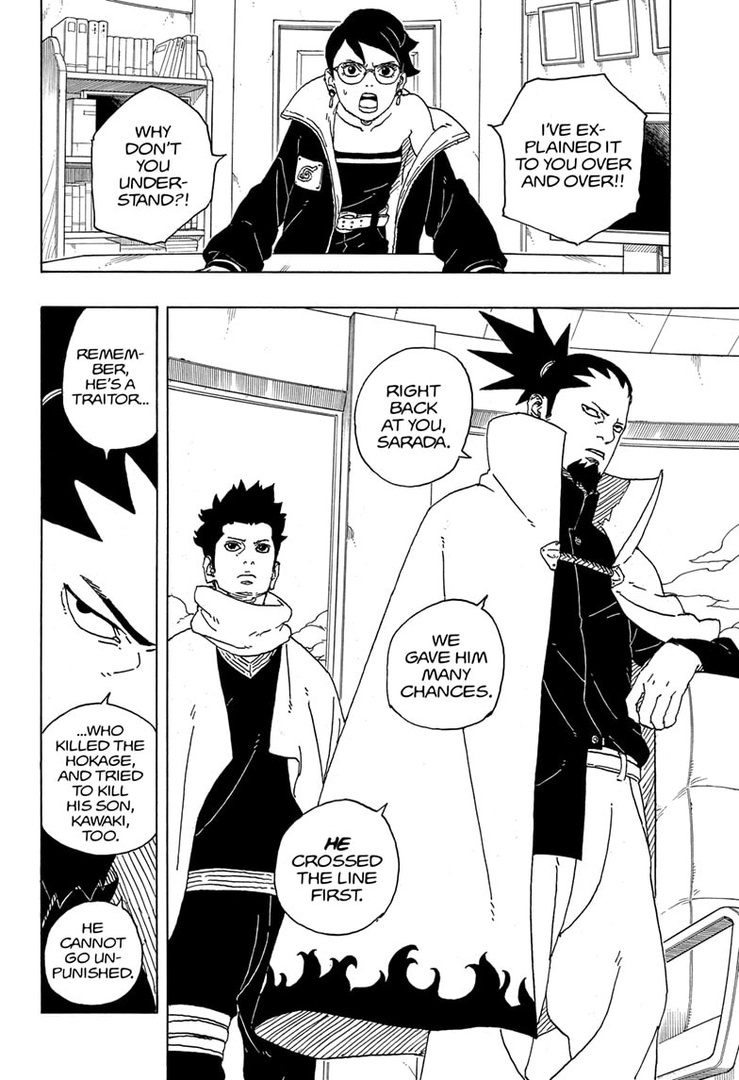 I'VE EX-
PLAINED IT
TO YOU OVER
AND OVER!!
WHY
DON'T
YOU
UNDER-
STAND?!
RIGHT
BACK
AT YOU,
SARADA.
WE
GAVE HIM
MANY
CHANCES.
HE
CROSSED
THE LINE
FIRST.
REMEM-
BER,
HE'S A
TRAITOR...
...WHO
KILLED THE
HOKAGE,
AND TRIED
TO KILL
HIS SON,
KAWAKI,
TOO.
HE
CANNOT
GO UN-
PUNISHED.